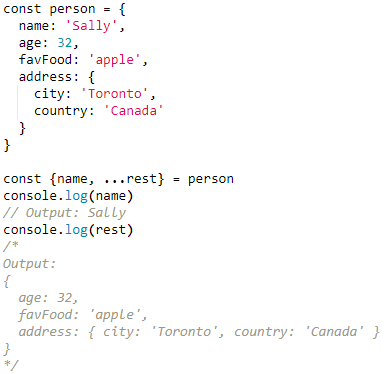 const person = {
  name: 'Sally',
  age: 32,
  favFood: 'apple',
  address: {
    city: 'Toronto',
    country: 'Canada'
  }
}

const {name, ...rest} = person
console.log(name)
// Output: Sally
console.log(rest)
/*
Output:
{
  age: 32,
  favFood: 'apple',
  address: { city: 'Toronto', country: 'Canada' }
}
*/